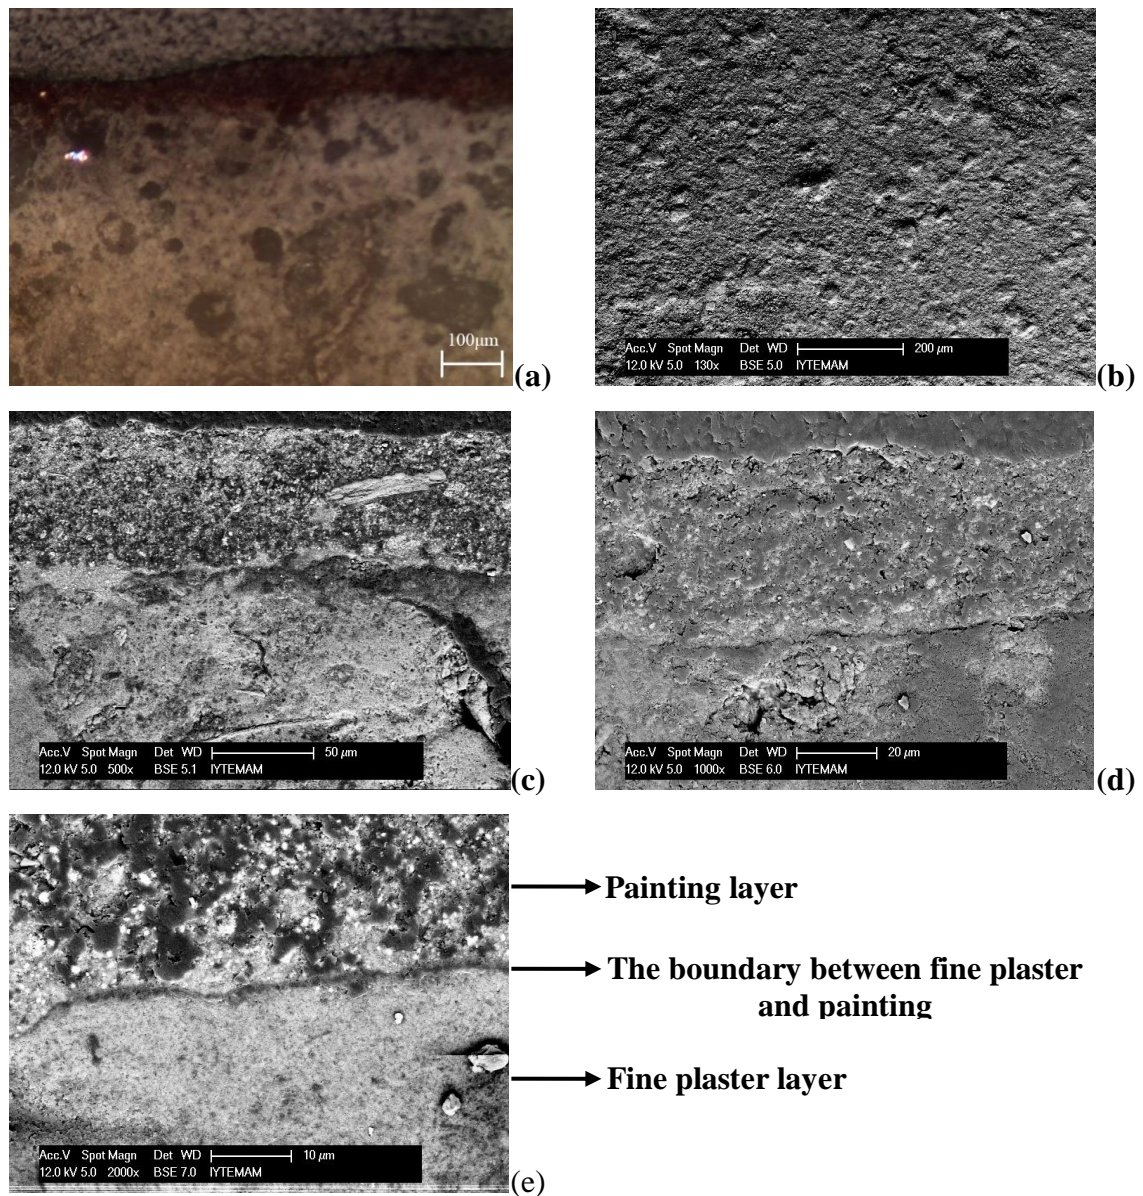 100μm
(a)
Acc.V Spot Magn Det WD 200 μm
12.0 kV 5.0 130x BSE 5.0 IYTEMAM
(b)
Acc.V Spot Magn Det WD 50 μm
12.0 kV 5.0 500x BSE 5.1 IYTEMAM
(c)
Acc.V Spot Magn Det WD 20 μm
12.0 kV 5.0 1000x BSE 6.0 IYTEMAM
(d)
Painting layer
The boundary between fine plaster
and painting
Fine plaster layer
Acc.V Spot Magn Det WD 10 μm
12.0 kV 5.0 2000x BSE 7.0 IYTEMAM
(e)